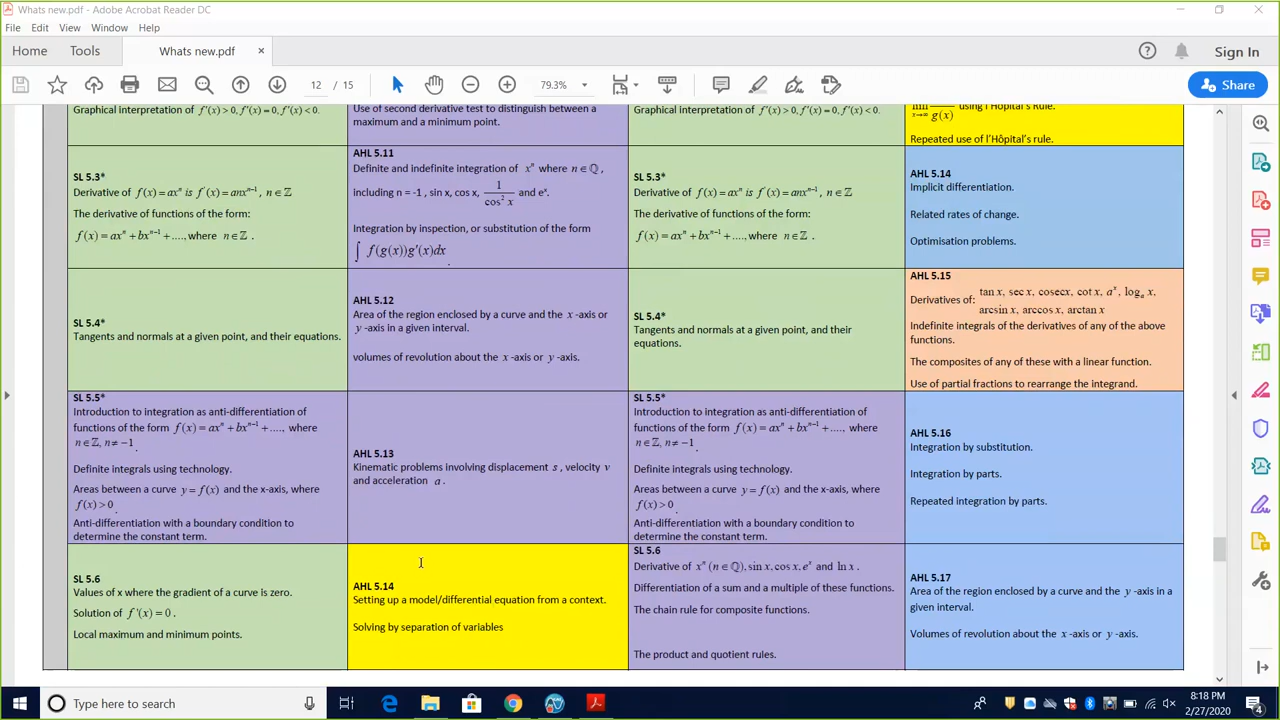 Whats new.pdf - Adobe Acrobat Reader DC
File Edit View Window Help
Home Tools Whats new.pdf × Sign In
12 / 15 79.3% Share
Graphical interpretation of f'(x)>0, f'(x)=0, f'(x)<0.
Use of second derivative test to distinguish between a
maximum and a minimum point.
Graphical interpretation of f'(x)>0, f'(x)=0, f'(x)<0.
lim x→∞ g(x) using l'Hôpital's Rule.
Repeated use of l'Hôpital's rule.
SL 5.3*
Derivative of f(x)=axⁿ is f'(x)=anxⁿ⁻¹, n∈ℤ
The derivative of functions of the form:
f(x)=axⁿ+bxⁿ⁻¹+...., where n∈ℤ.
AHL 5.11
Definite and indefinite integration of xⁿ where n∈ℚ,
including n = -1 , sin x, cos x, 1/cos² x and eˣ.
Integration by inspection, or substitution of the form
∫ f(g(x))g'(x)dx.
SL 5.3*
Derivative of f(x)=axⁿ is f'(x)=anxⁿ⁻¹, n∈ℤ
The derivative of functions of the form:
f(x)=axⁿ+bxⁿ⁻¹+...., where n∈ℤ.
AHL 5.14
Implicit differentiation.
Related rates of change.
Optimisation problems.
SL 5.4*
Tangents and normals at a given point, and their equations.
AHL 5.12
Area of the region enclosed by a curve and the x-axis or
y-axis in a given interval.
volumes of revolution about the x-axis or y-axis.
SL 5.4*
Tangents and normals at a given point, and their
equations.
AHL 5.15
Derivatives of: tan x, sec x, cosec x, cot x, aˣ, logₐ x,
arcsin x, arccos x, arctan x
Indefinite integrals of the derivatives of any of the above
functions.
The composites of any of these with a linear function.
Use of partial fractions to rearrange the integrand.
SL 5.5*
Introduction to integration as anti-differentiation of
functions of the form f(x)=axⁿ+bxⁿ⁻¹+...., where
n∈ℤ, n≠−1.
Definite integrals using technology.
Areas between a curve y=f(x) and the x-axis, where
f(x)>0.
Anti-differentiation with a boundary condition to
determine the constant term.
AHL 5.13
Kinematic problems involving displacement s, velocity v
and acceleration a.
SL 5.5*
Introduction to integration as anti-differentiation of
functions of the form f(x)=axⁿ+bxⁿ⁻¹+...., where
n∈ℤ, n≠−1.
Definite integrals using technology.
Areas between a curve y=f(x) and the x-axis, where
f(x)>0.
Anti-differentiation with a boundary condition to
determine the constant term.
AHL 5.16
Integration by substitution.
Integration by parts.
Repeated integration by parts.
SL 5.6
Values of x where the gradient of a curve is zero.
Solution of f'(x)=0.
Local maximum and minimum points.
AHL 5.14
Setting up a model/differential equation from a context.
Solving by separation of variables
SL 5.6
Derivative of xⁿ (n∈ℚ), sin x, cos x, eˣ and ln x.
Differentiation of a sum and a multiple of these functions.
The chain rule for composite functions.
The product and quotient rules.
AHL 5.17
Area of the region enclosed by a curve and the y-axis in a
given interval.
Volumes of revolution about the x-axis or y-axis.
Type here to search
8:18 PM
2/27/2020
4